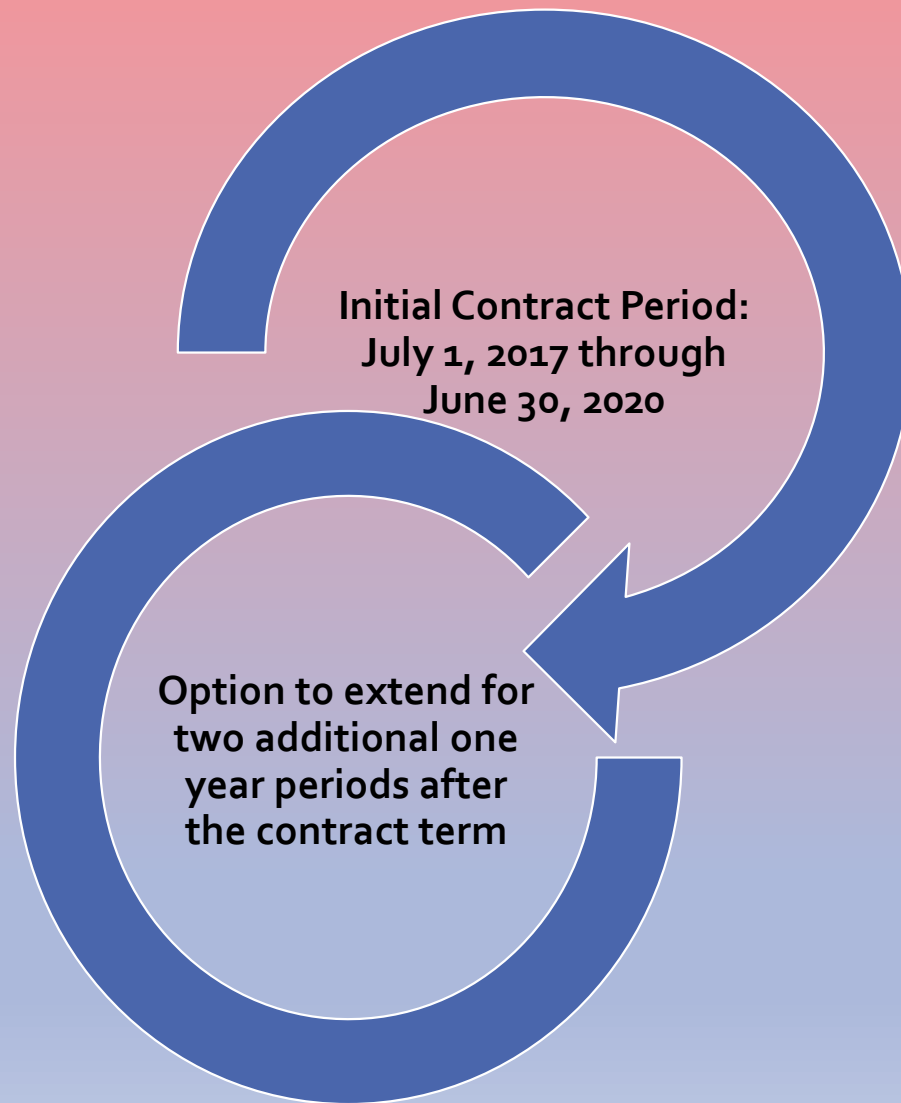 Initial Contract Period:
July 1, 2017 through
June 30, 2020
Option to extend for
two additional one
year periods after
the contract term